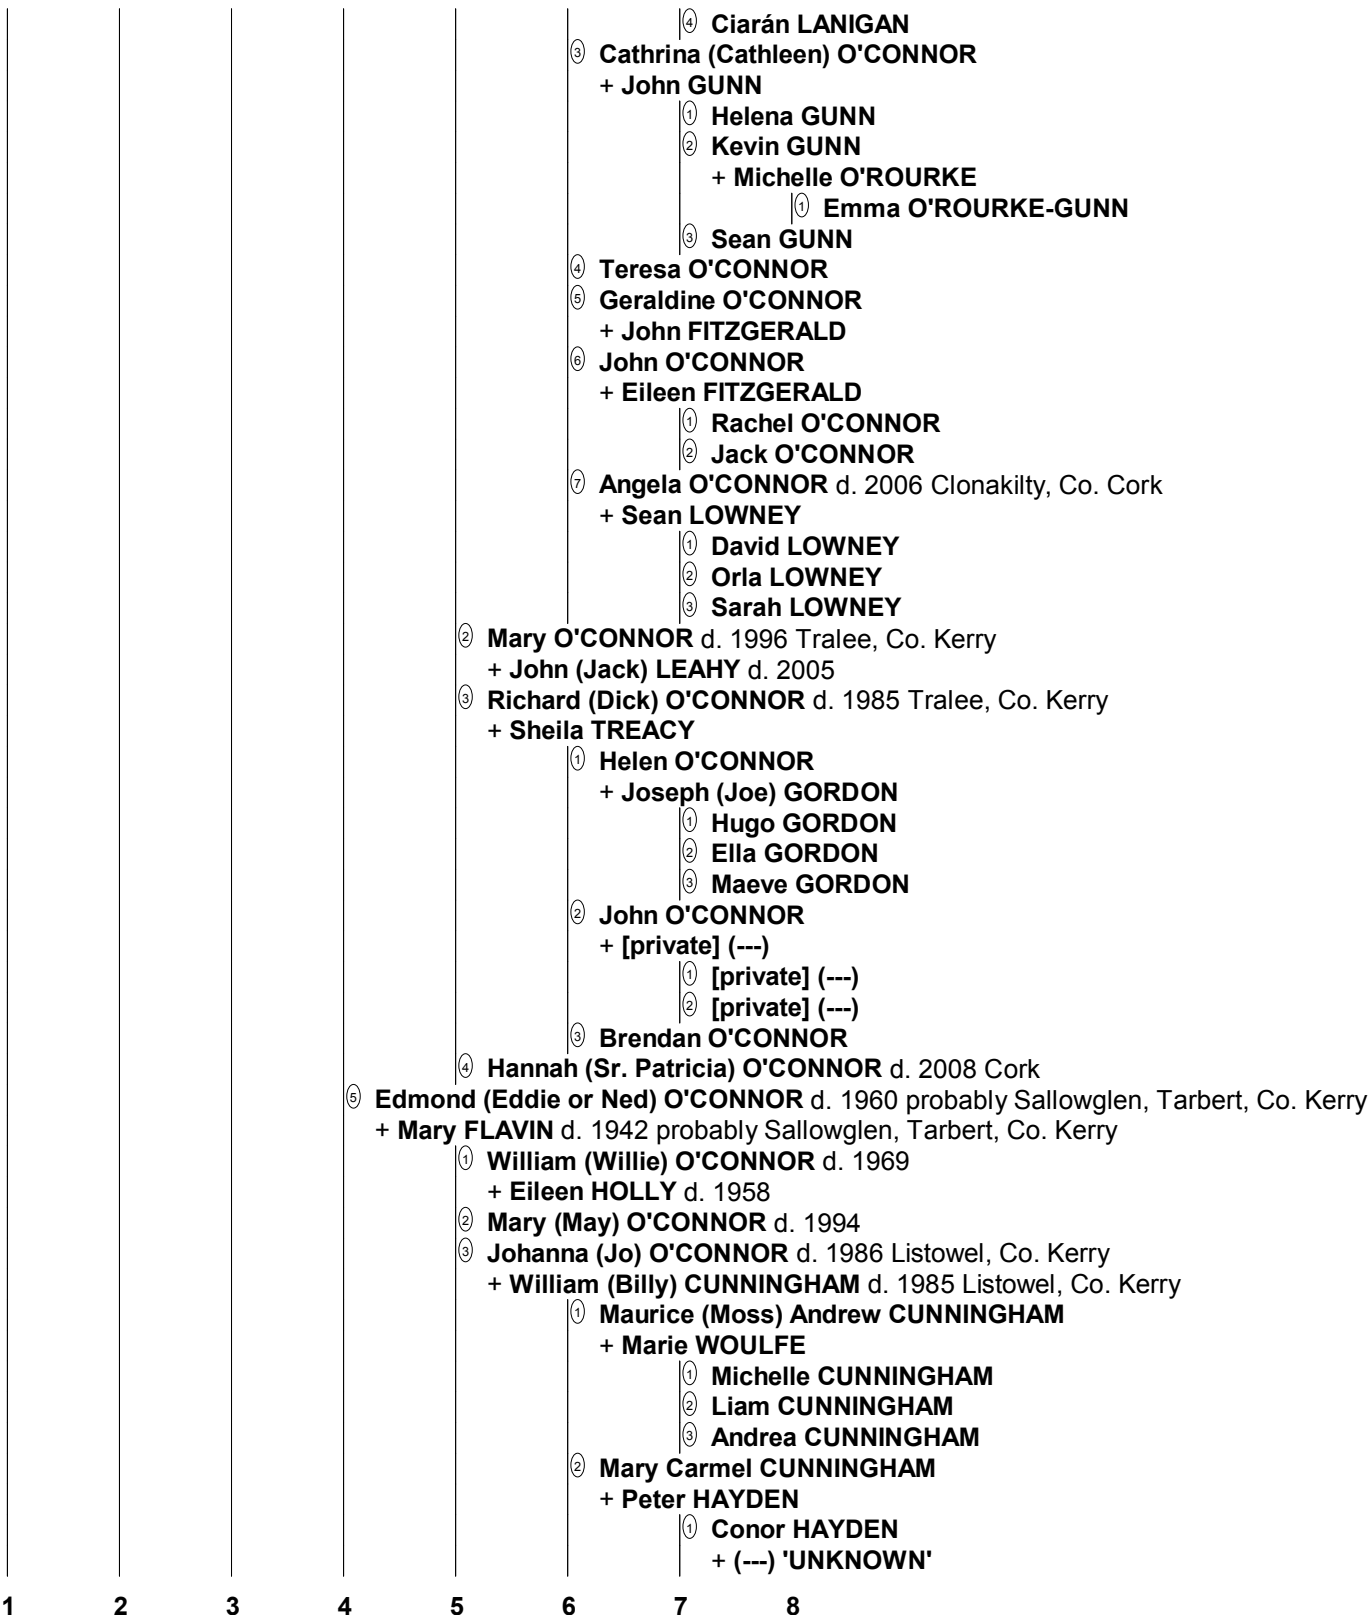 ④ Ciarán LANIGAN
③ Cathrina (Cathleen) O'CONNOR
+ John GUNN
① Helena GUNN
② Kevin GUNN
+ Michelle O'ROURKE
① Emma O'ROURKE-GUNN
③ Sean GUNN
④ Teresa O'CONNOR
⑤ Geraldine O'CONNOR
+ John FITZGERALD
⑥ John O'CONNOR
+ Eileen FITZGERALD
① Rachel O'CONNOR
② Jack O'CONNOR
⑦ Angela O'CONNOR d. 2006 Clonakilty, Co. Cork
+ Sean LOWNEY
① David LOWNEY
② Orla LOWNEY
③ Sarah LOWNEY
② Mary O'CONNOR d. 1996 Tralee, Co. Kerry
+ John (Jack) LEAHY d. 2005
③ Richard (Dick) O'CONNOR d. 1985 Tralee, Co. Kerry
+ Sheila TREACY
① Helen O'CONNOR
+ Joseph (Joe) GORDON
① Hugo GORDON
② Ella GORDON
③ Maeve GORDON
② John O'CONNOR
+ [private] (---)
① [private] (---)
② [private] (---)
③ Brendan O'CONNOR
④ Hannah (Sr. Patricia) O'CONNOR d. 2008 Cork
⑤ Edmond (Eddie or Ned) O'CONNOR d. 1960 probably Sallowglen, Tarbert, Co. Kerry
+ Mary FLAVIN d. 1942 probably Sallowglen, Tarbert, Co. Kerry
① William (Willie) O'CONNOR d. 1969
+ Eileen HOLLY d. 1958
② Mary (May) O'CONNOR d. 1994
③ Johanna (Jo) O'CONNOR d. 1986 Listowel, Co. Kerry
+ William (Billy) CUNNINGHAM d. 1985 Listowel, Co. Kerry
① Maurice (Moss) Andrew CUNNINGHAM
+ Marie WOULFE
① Michelle CUNNINGHAM
② Liam CUNNINGHAM
③ Andrea CUNNINGHAM
② Mary Carmel CUNNINGHAM
+ Peter HAYDEN
① Conor HAYDEN
+ (---) 'UNKNOWN'
1 2 3 4 5 6 7 8